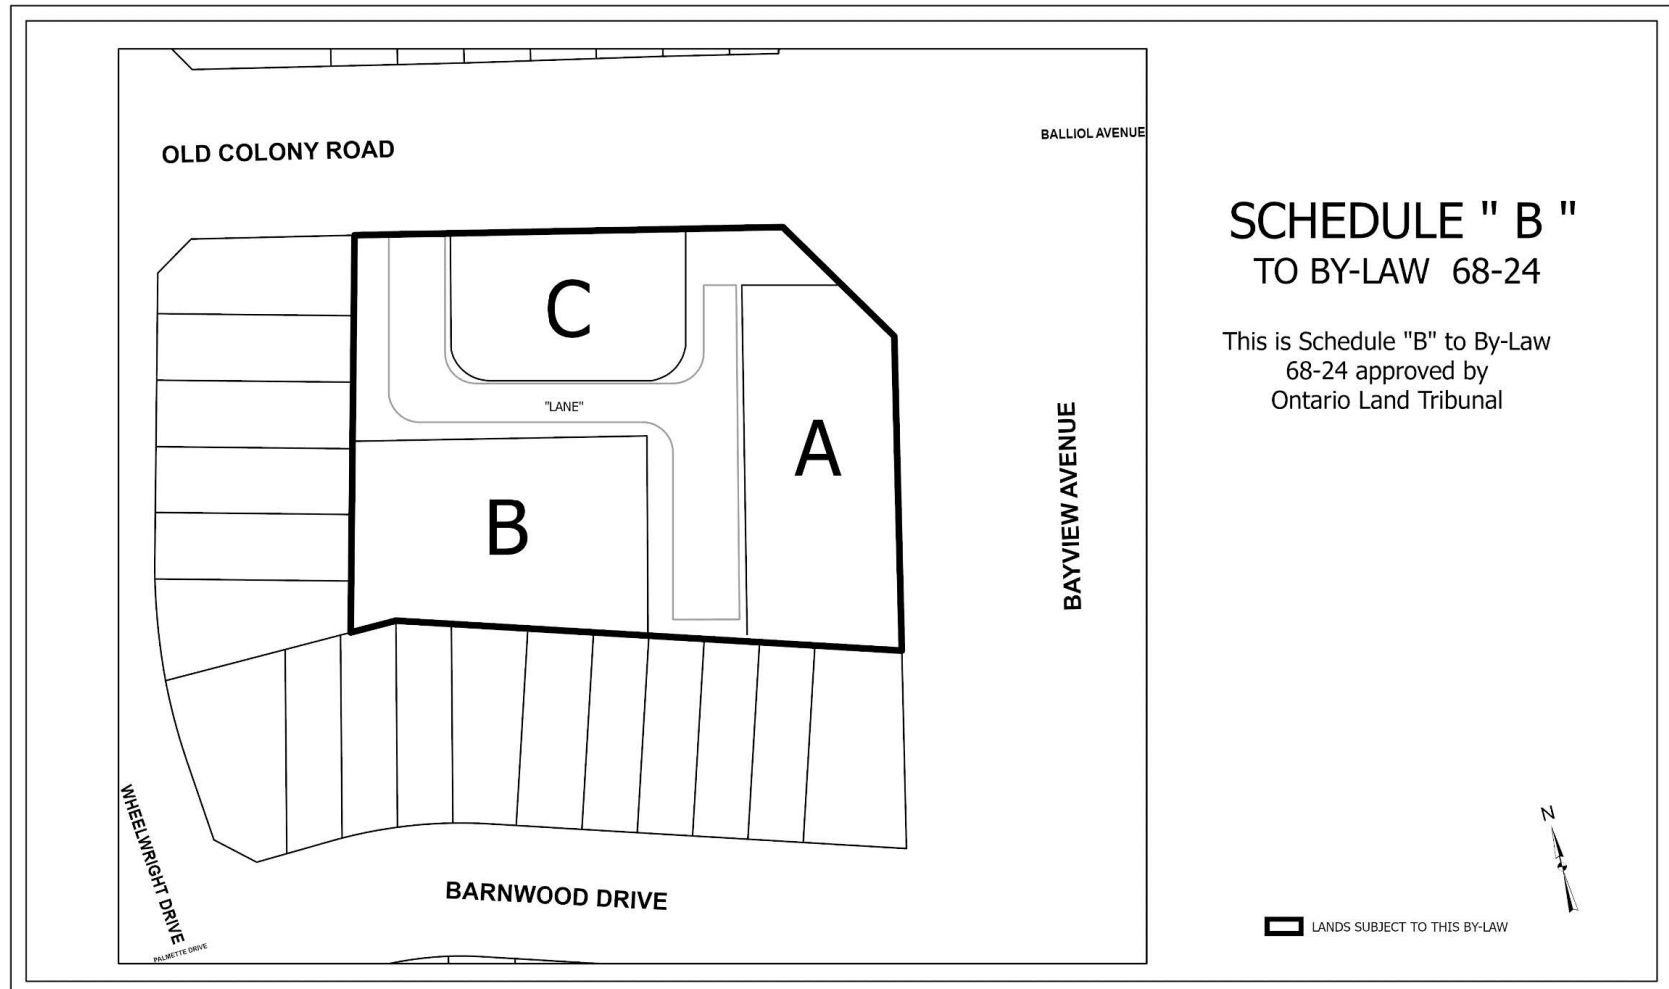 OLD COLONY ROAD
BALLIOL AVENUE
C
"LANE"
A
B
BAYVIEW AVENUE
WHEELWRIGHT DRIVE
BARNWOOD DRIVE
PALMETTE DRIVE
SCHEDULE " B "
TO BY-LAW 68-24
This is Schedule "B" to By-Law
68-24 approved by
Ontario Land Tribunal
N
LANDS SUBJECT TO THIS BY-LAW